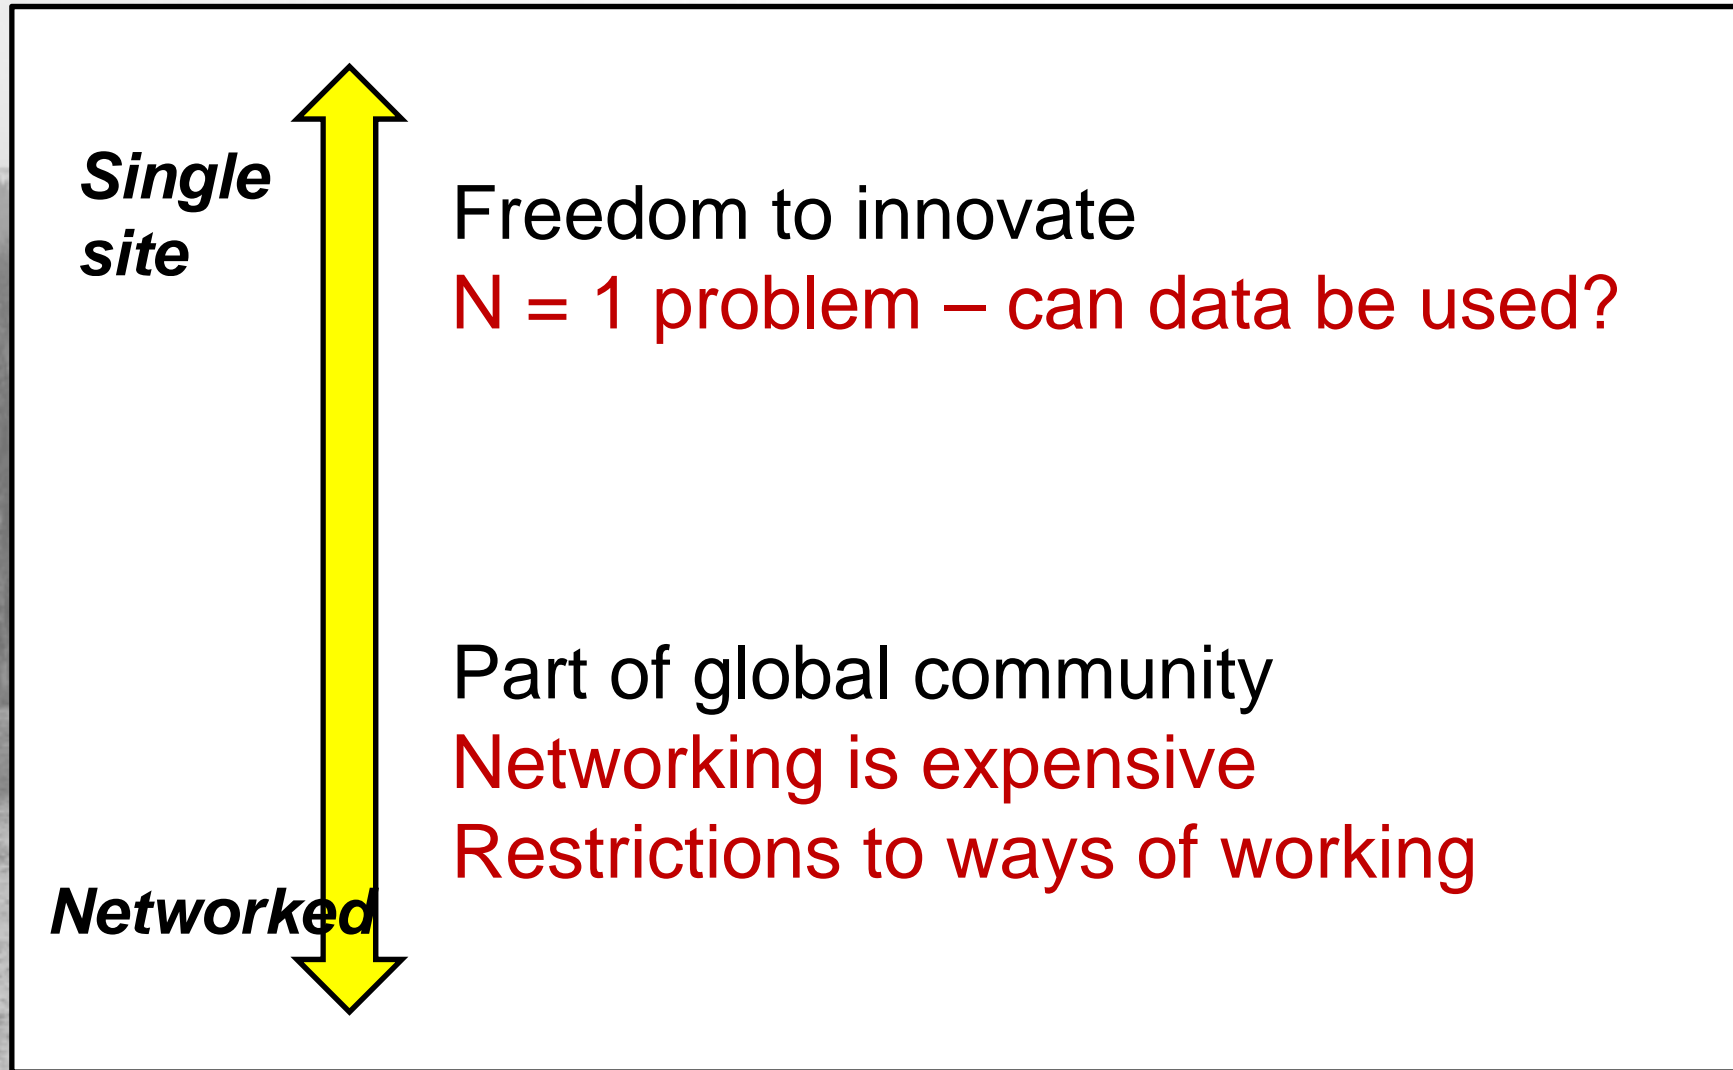 Single
site
Freedom to innovate
N = 1 problem – can data be used?
Part of global community
Networking is expensive
Restrictions to ways of working
Networked